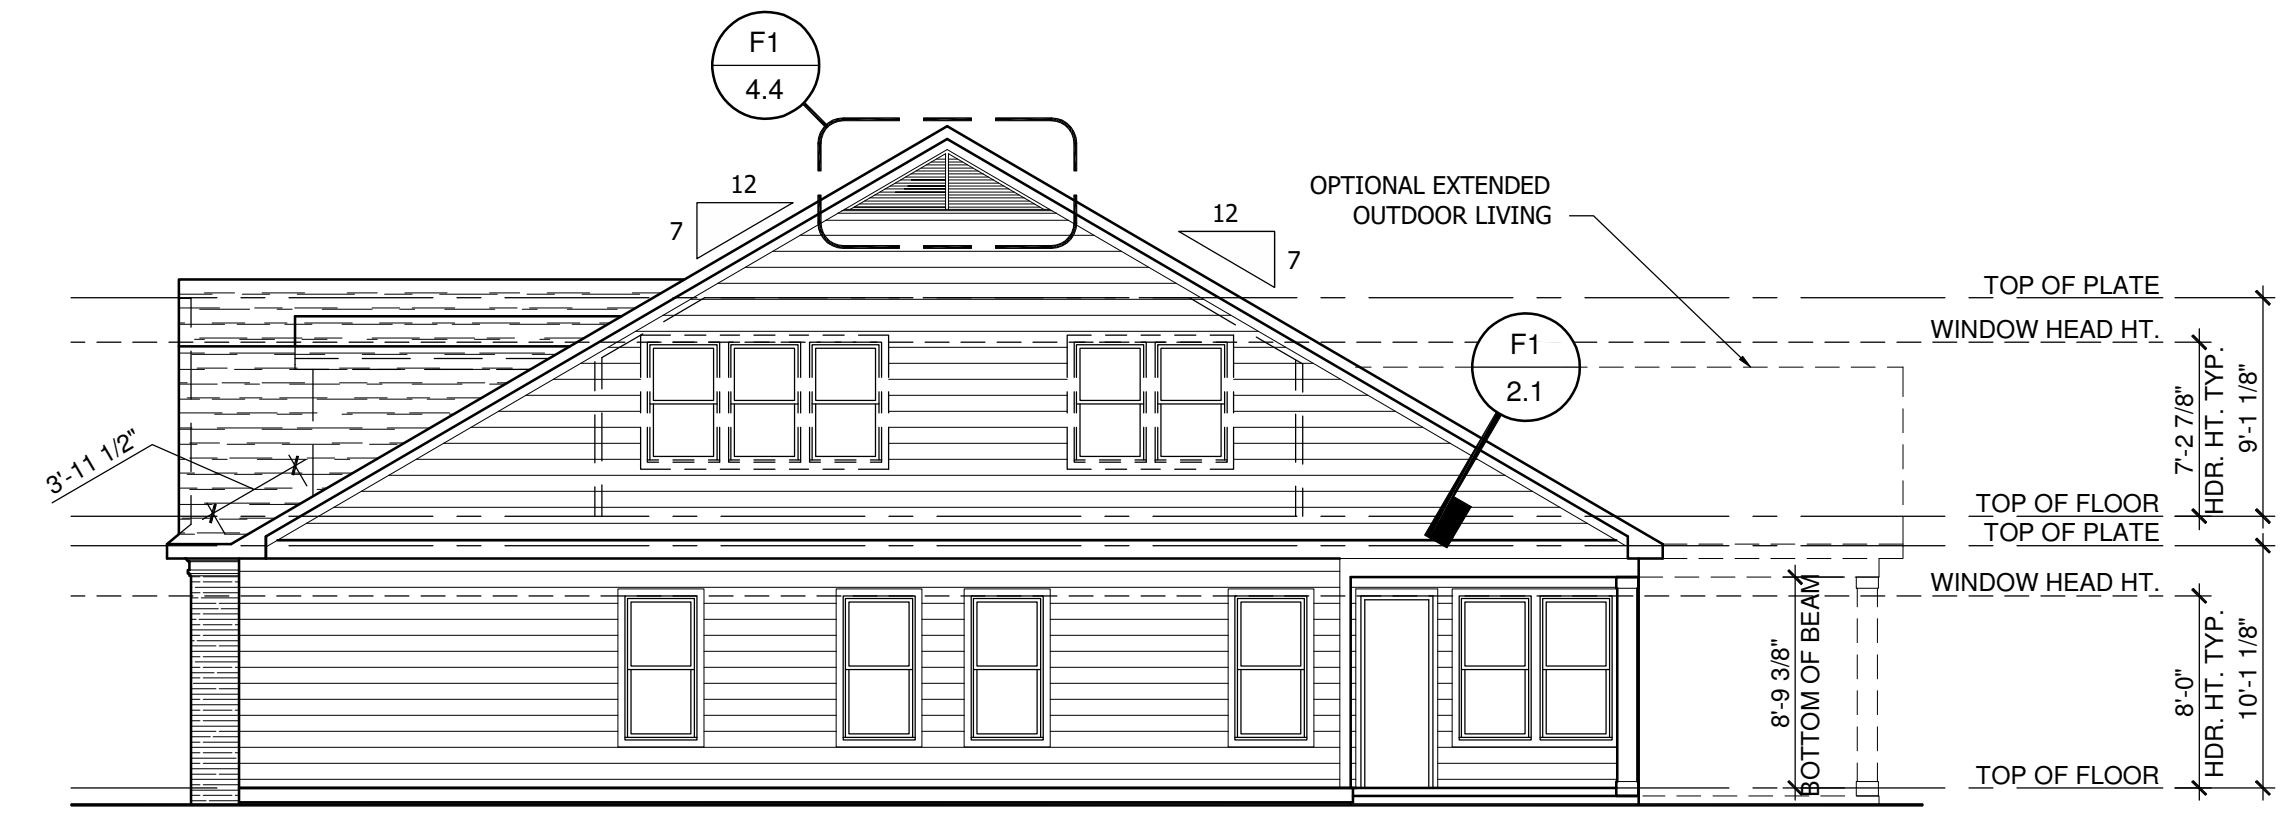 F1
4.4
12
7
12
7
OPTIONAL EXTENDED
OUTDOOR LIVING
F1
2.1
3'-11 1/2"
TOP OF PLATE
WINDOW HEAD HT.
7'-2 7/8"
HDR. HT. TYP.
9'-1 1/8"
TOP OF FLOOR
TOP OF PLATE
WINDOW HEAD HT.
8'-9 3/8"
BOTTOM OF BEAM
8'-0"
HDR. HT. TYP.
10'-1 1/8"
TOP OF FLOOR